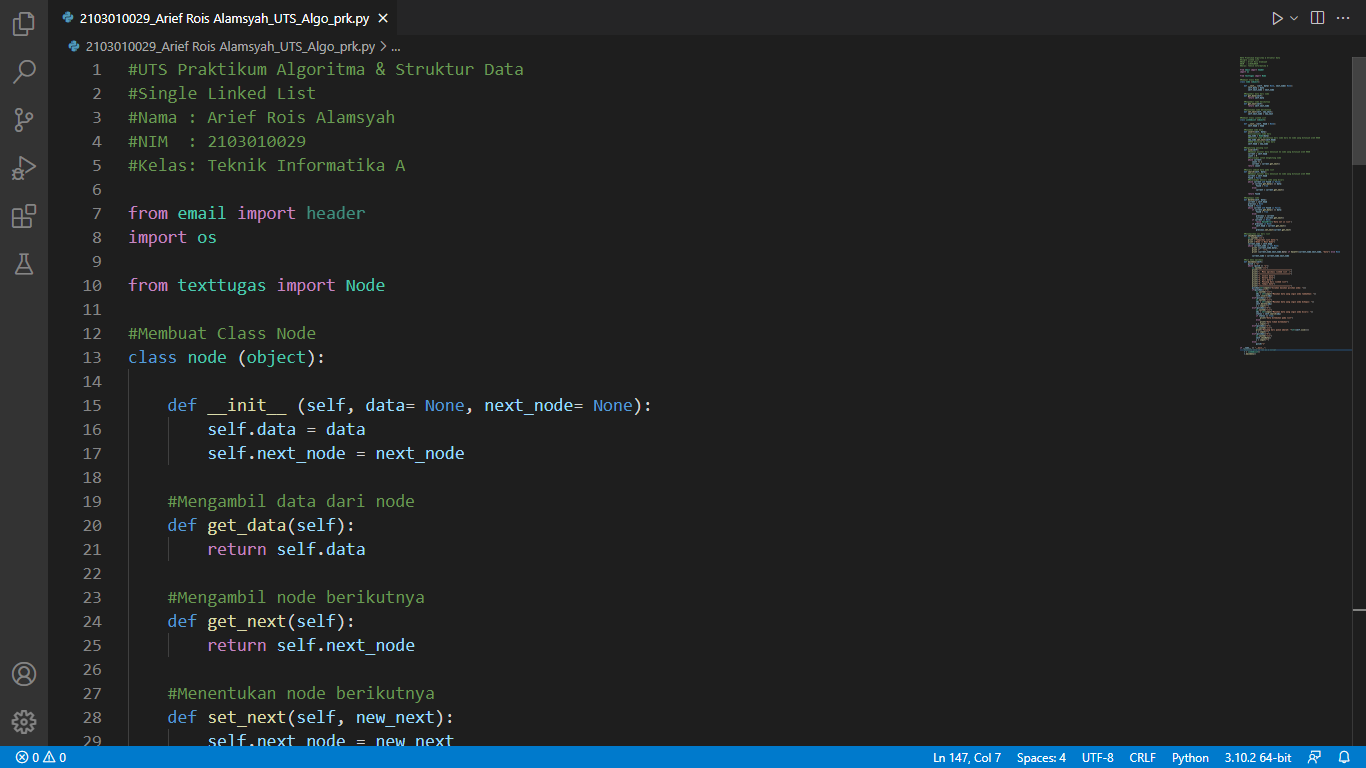 2103010029_Arief Rois Alamsyah_UTS_Algo_prk.py
2103010029_Arief Rois Alamsyah_UTS_Algo_prk.py > ...
1 #UTS Praktikum Algoritma & Struktur Data
2 #Single Linked List
3 #Nama : Arief Rois Alamsyah
4 #NIM  : 2103010029
5 #Kelas: Teknik Informatika A
6
7 from email import header
8 import os
9
10 from texttugas import Node
11
12 #Membuat Class Node
13 class node (object):
14
15     def __init__ (self, data= None, next_node= None):
16         self.data = data
17         self.next_node = next_node
18
19     #Mengambil data dari node
20     def get_data(self):
21         return self.data
22
23     #Mengambil node berikutnya
24     def get_next(self):
25         return self.next_node
26
27     #Menentukan node berikutnya
28     def set_next(self, new_next):
29         self.next_node = new_next
0 0 Ln 147, Col 7 Spaces: 4 UTF-8 CRLF Python 3.10.2 64-bit